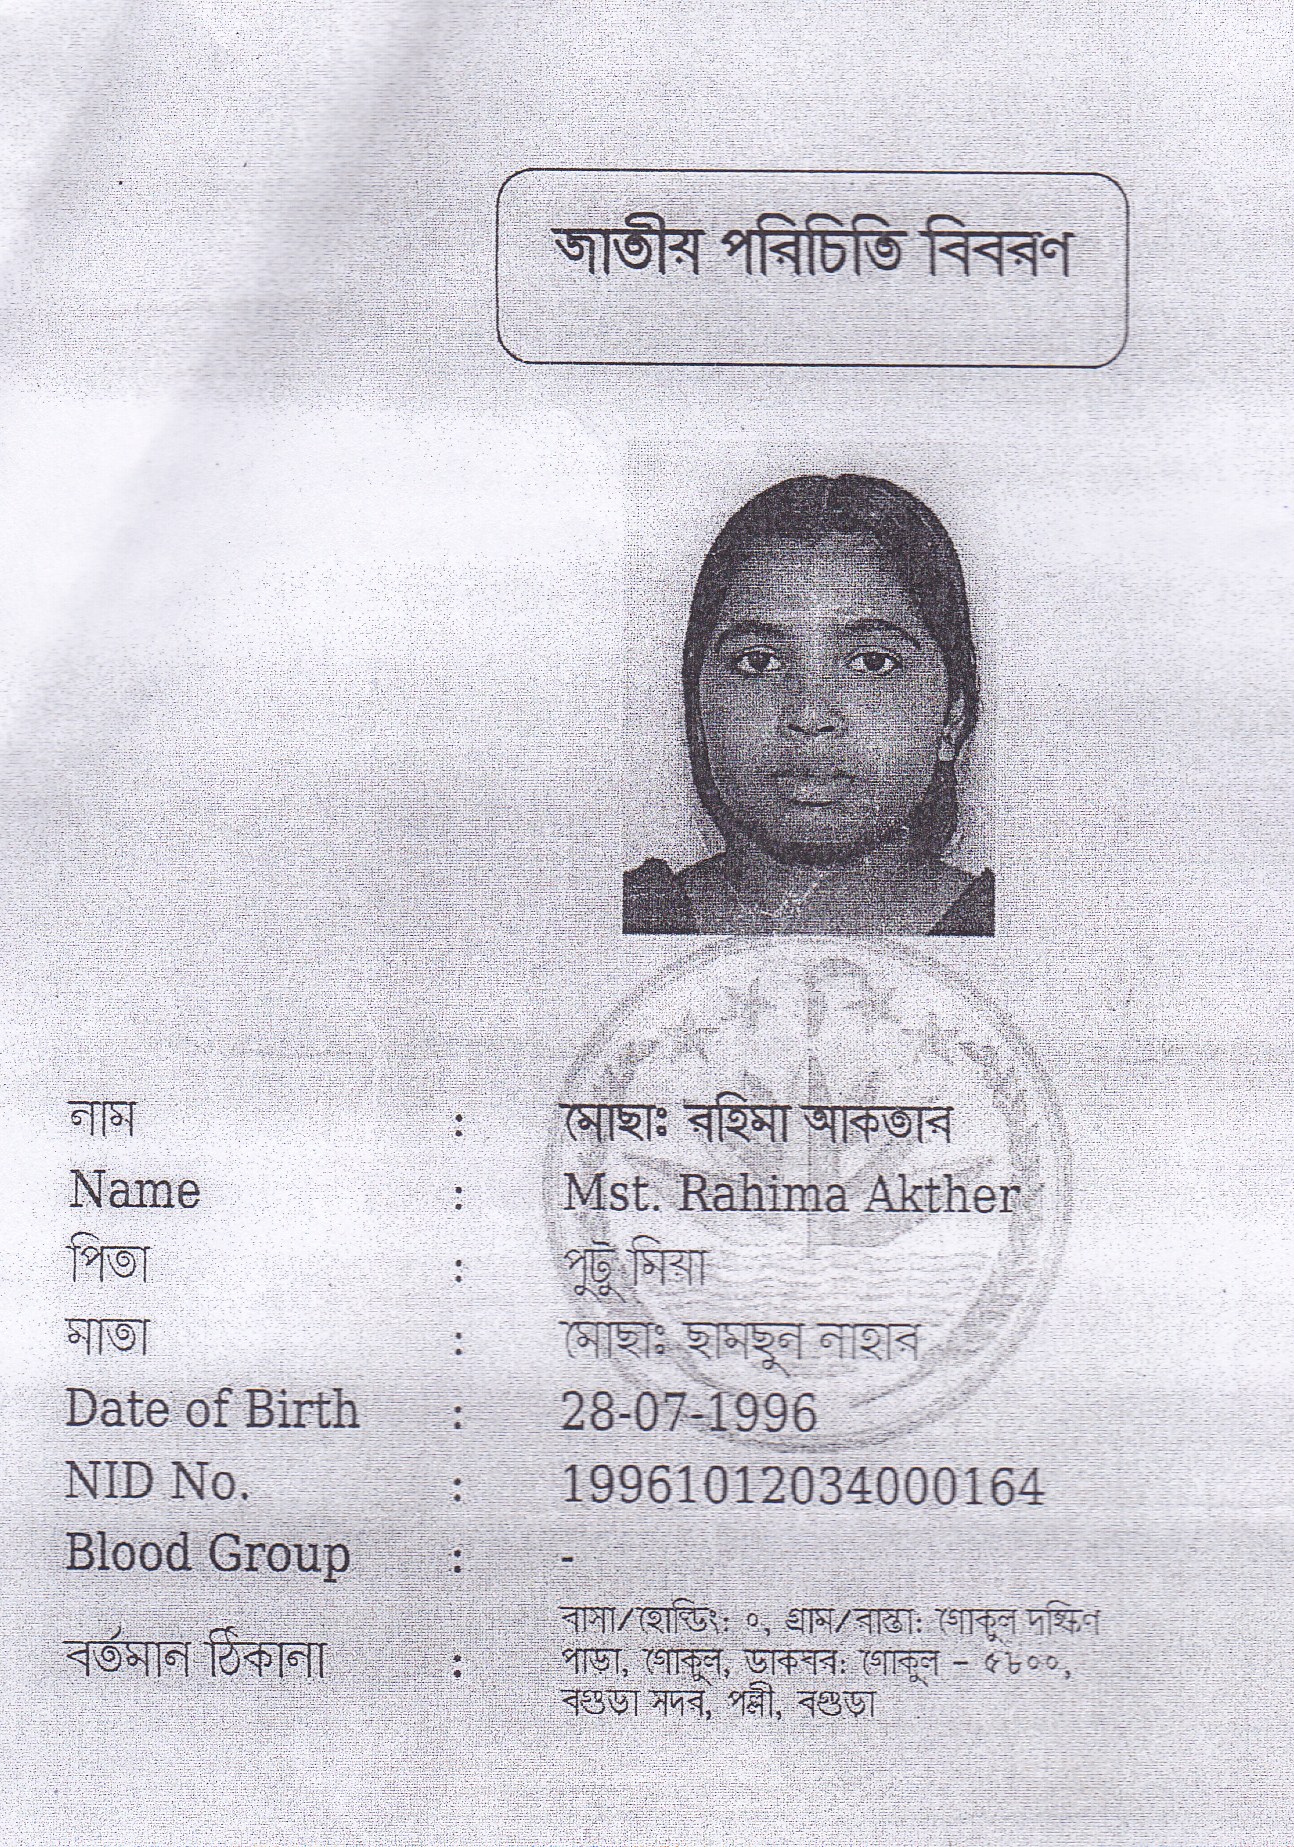 জাতীয় পরিচিতি বিবরণ
নাম : মোছাঃ রহিমা আকতার
Name : Mst. Rahima Akther
পিতা : পুটু মিয়া
মাতা : মোছাঃ ছামছুন নাহার
Date of Birth : 28-07-1996
NID No. : 19961012034000164
Blood Group : -
বর্তমান ঠিকানা : বাসা/হোল্ডিং: ০, গ্রাম/রাস্তা: গোকুল দক্ষিণ
পাড়া, গোকুল, ডাকঘর: গোকুল - ৫৮০০,
বগুড়া সদর, পল্লী, বগুড়া